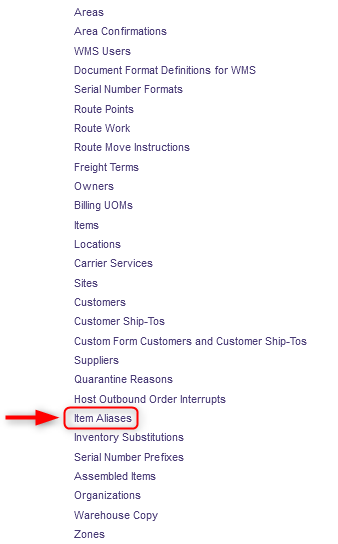 Areas
Area Confirmations
WMS Users
Document Format Definitions for WMS
Serial Number Formats
Route Points
Route Work
Route Move Instructions
Freight Terms
Owners
Billing UOMs
Items
Locations
Carrier Services
Sites
Customers
Customer Ship-Tos
Custom Form Customers and Customer Ship-Tos
Suppliers
Quarantine Reasons
Host Outbound Order Interrupts
Item Aliases
Inventory Substitutions
Serial Number Prefixes
Assembled Items
Organizations
Warehouse Copy
Zones